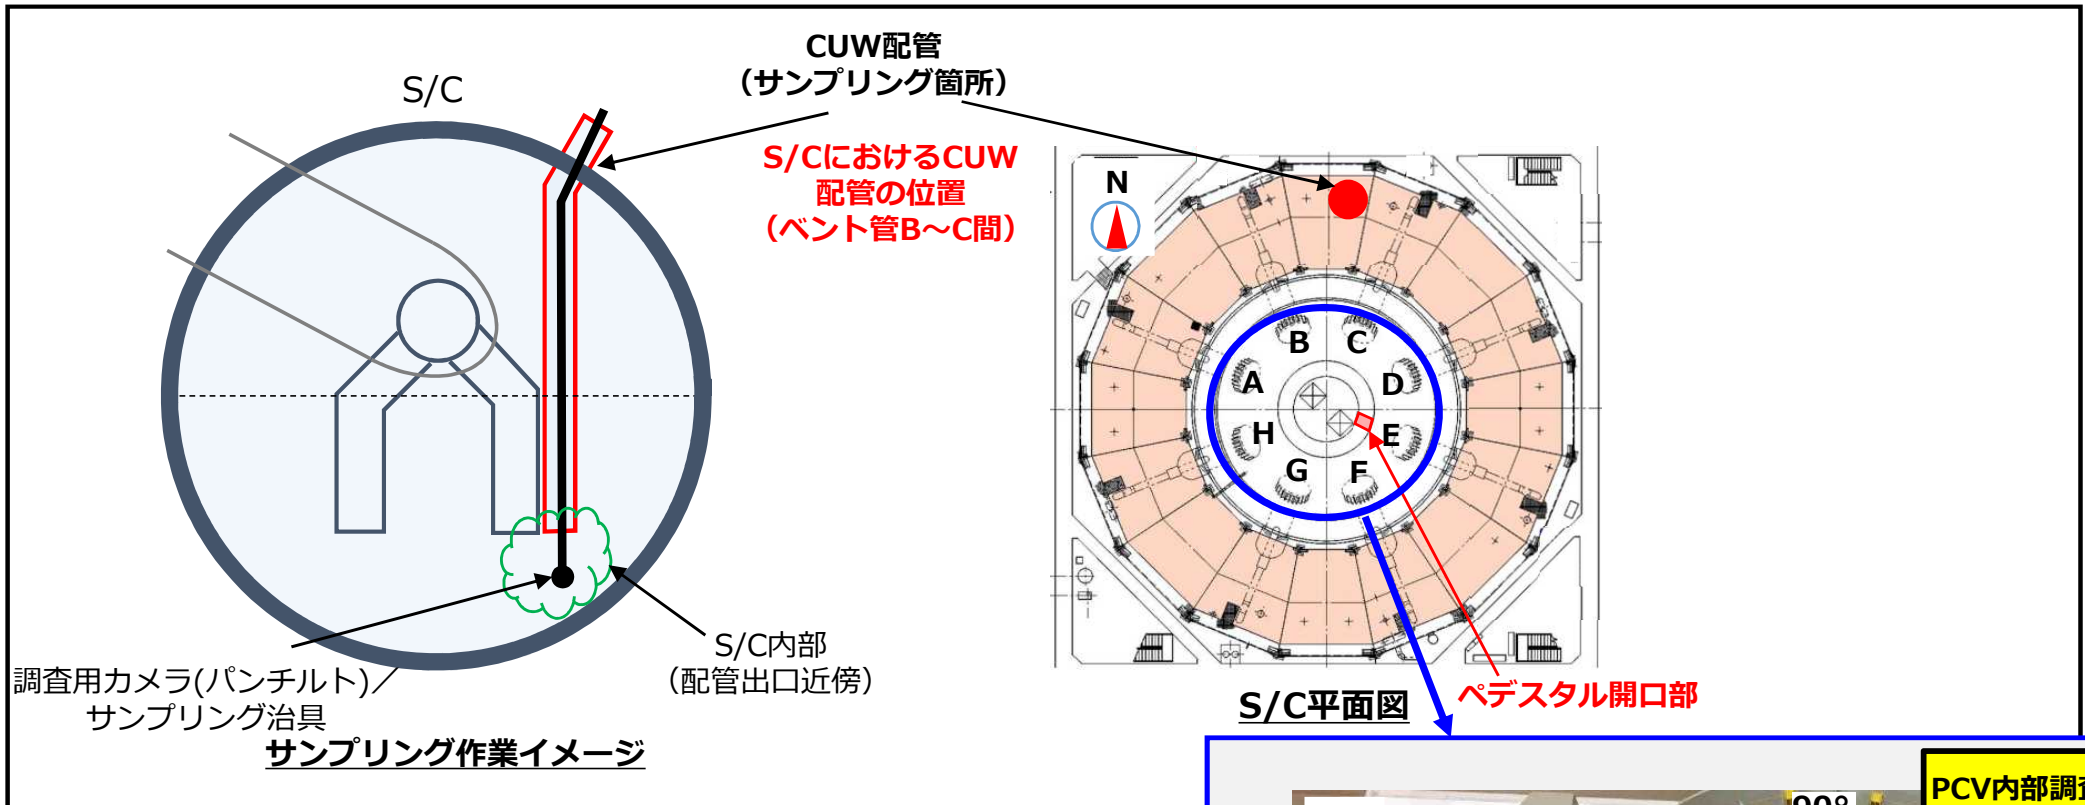 CUW配管
（サンプリング箇所）
S/C
S/CにおけるCUW
配管の位置
（ベント管B～C間）
N
B
C
A
D
H
E
G
F
S/C内部
（配管出口近傍）
調査用カメラ(パンチルト)／
サンプリング治具
サンプリング作業イメージ
S/C平面図
ペデスタル開口部
PCV内部調査
90°